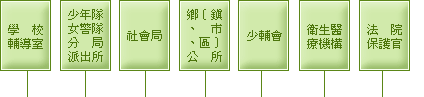 學校
輔導室
少年隊
女警隊
分局
派出所
社會局
鄉〔鎮
、市
、區〕
公所
少輔會
衛生醫
療機構
法院
保護官